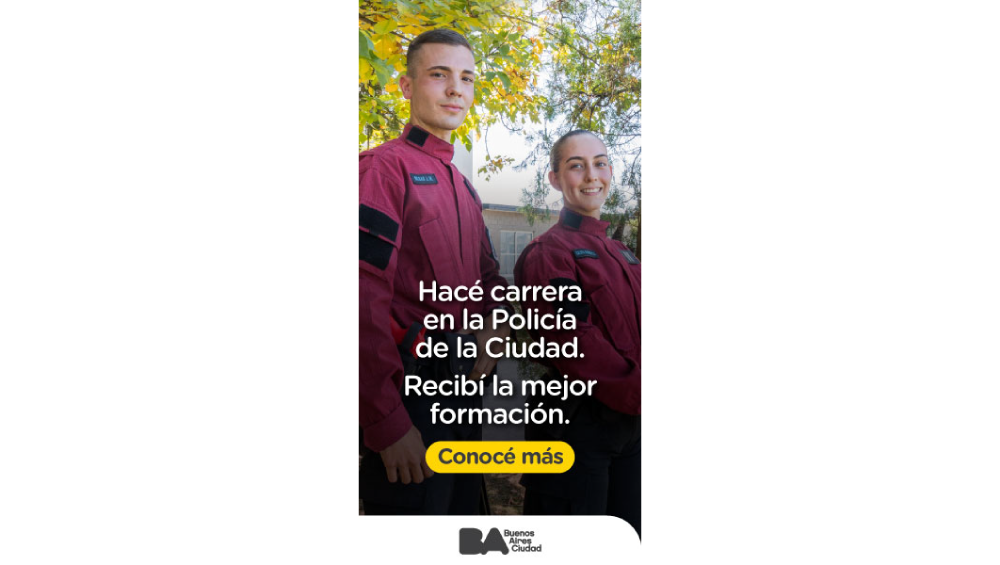 Hacé carrera
en la Policía
de la Ciudad.
Recibí la mejor
formación.
Conocé más
BA Buenos
Aires
Ciudad